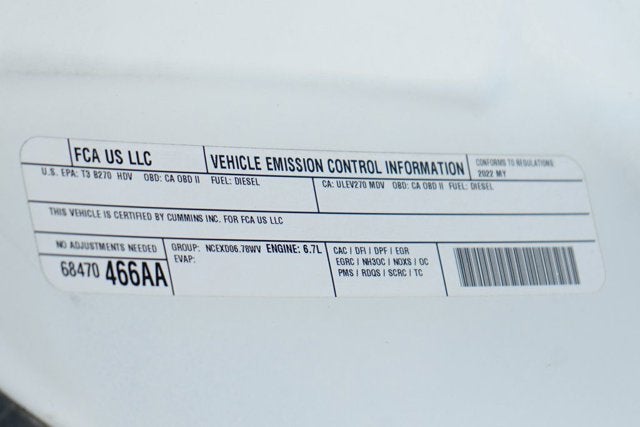 FCA US LLC
VEHICLE EMISSION CONTROL INFORMATION
CONFORMS TO REGULATIONS:
2022 MY
U.S. EPA: T3 B270 HDV OBD: CA OBD II FUEL: DIESEL
CA: ULEV270 MDV OBD: CA OBD II FUEL: DIESEL
THIS VEHICLE IS CERTIFIED BY CUMMINS INC. FOR FCA US LLC
NO ADJUSTMENTS NEEDED
68470 466AA
GROUP: NCEXD06.78WV ENGINE: 6.7L
EVAP:
CAC / DFI / DPF / EGR
EGRC / NH3OC / NOXS / OC
PMS / RDQS / SCRC / TC